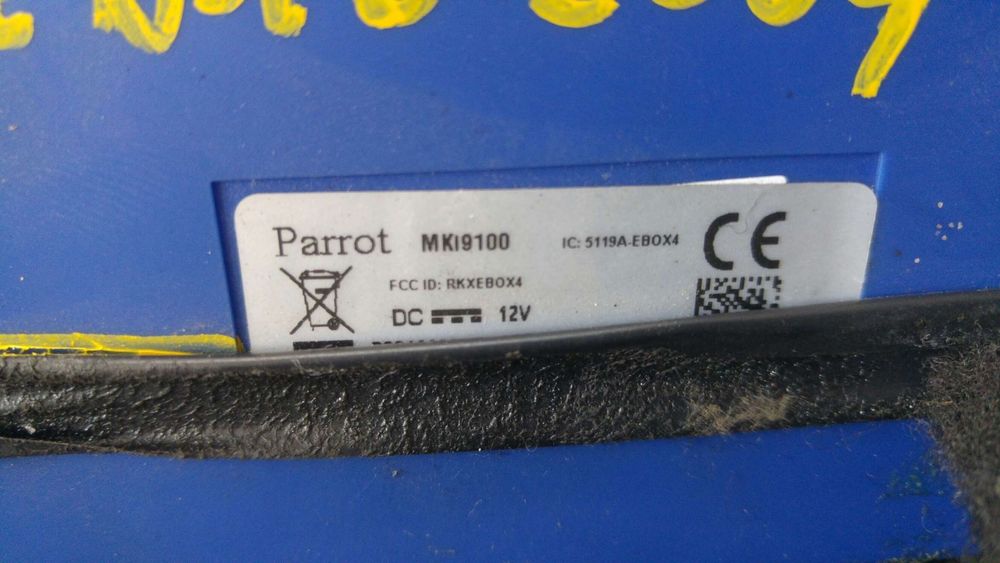 Parrot MKi9100 IC: 5119A-EBOX4 CE
FCC ID: RKXEBOX4
DC 12V